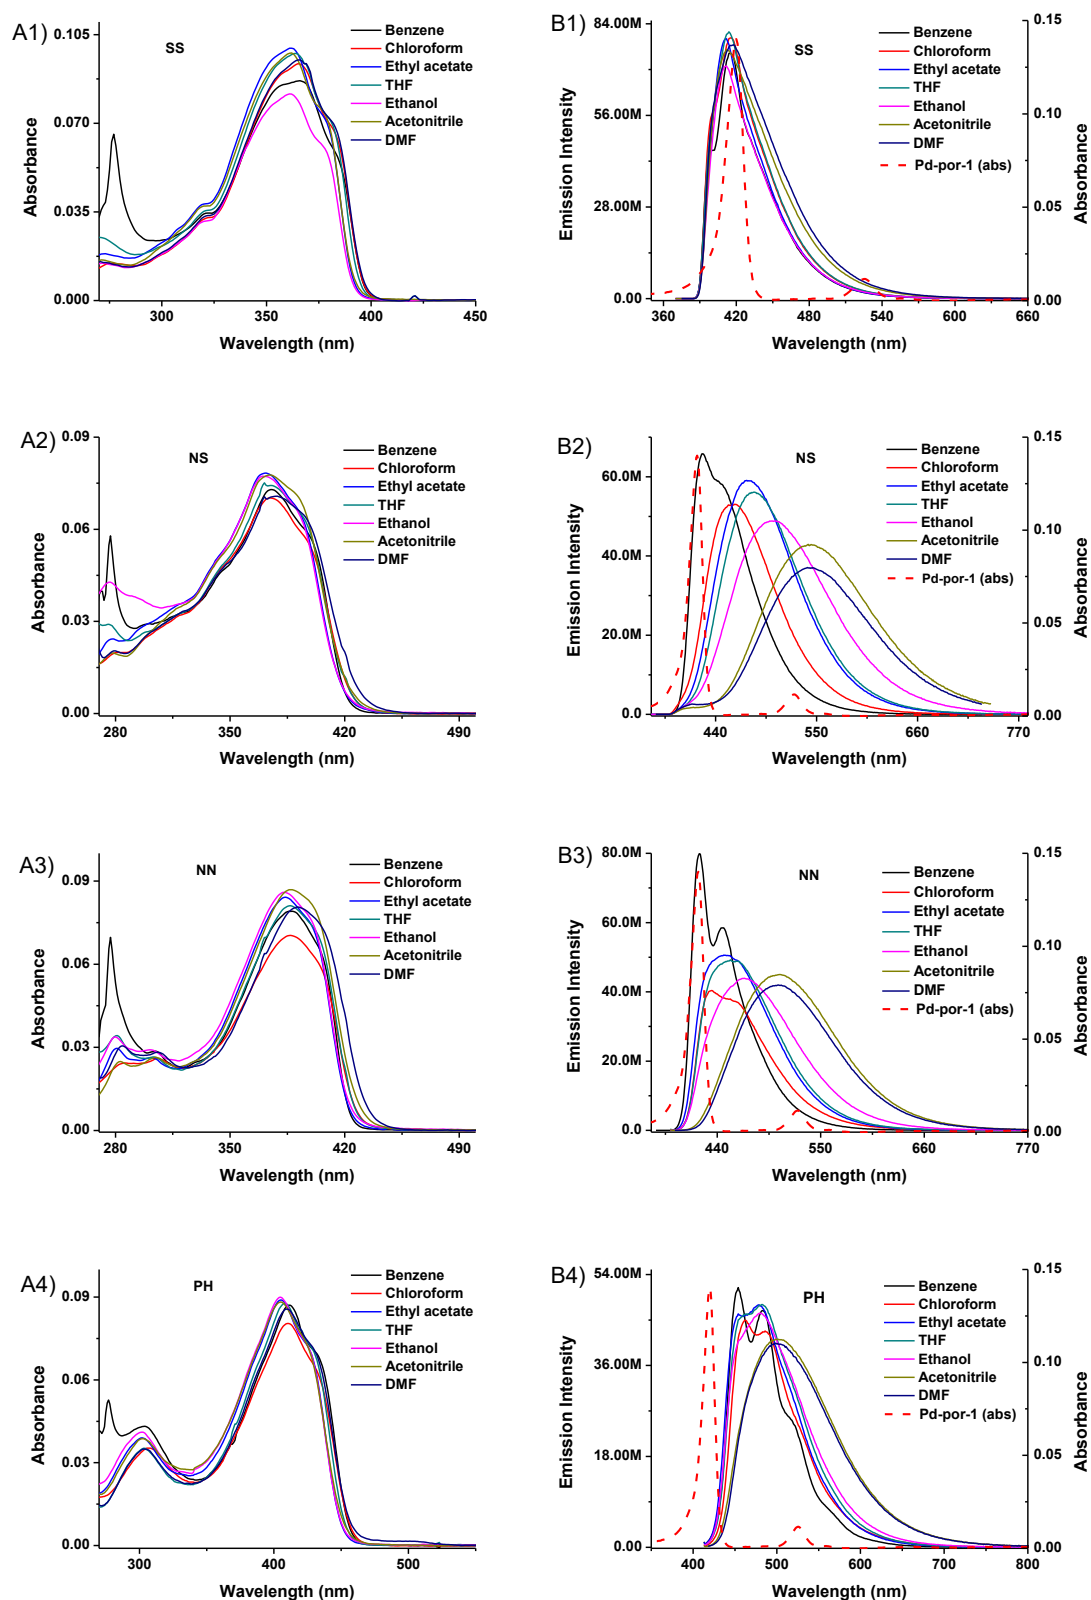 A1)
SS
Benzene
Chloroform
Ethyl acetate
THF
Ethanol
Acetonitrile
DMF
0.105
0.070
0.035
0.000
Absorbance
300
350
400
450
Wavelength (nm)
B1)
SS
Benzene
Chloroform
Ethyl acetate
THF
Ethanol
Acetonitrile
DMF
Pd-por-1 (abs)
84.00M
56.00M
28.00M
0.00
Emission Intensity
0.15
0.10
0.05
0.00
Absorbance
360
420
480
540
600
660
Wavelength (nm)
A2)
NS
Benzene
Chloroform
Ethyl acetate
THF
Ethanol
Acetonitrile
DMF
0.09
0.06
0.03
0.00
Absorbance
280
350
420
490
Wavelength (nm)
B2)
NS
Benzene
Chloroform
Ethyl acetate
THF
Ethanol
Acetonitrile
DMF
Pd-por-1 (abs)
60.0M
40.0M
20.0M
0.0
Emission Intensity
0.15
0.10
0.05
0.00
Absorbance
440
550
660
770
Wavelength (nm)
A3)
NN
Benzene
Chloroform
Ethyl acetate
THF
Ethanol
Acetonitrile
DMF
0.09
0.06
0.03
0.00
Absorbance
280
350
420
490
Wavelength (nm)
B3)
NN
Benzene
Chloroform
Ethyl acetate
THF
Ethanol
Acetonitrile
DMF
Pd-por-1 (abs)
80.0M
60.0M
40.0M
20.0M
0.0
Emission Intensity
0.15
0.10
0.05
0.00
Absorbance
440
550
660
770
Wavelength (nm)
A4)
PH
Benzene
Chloroform
Ethyl acetate
THF
Ethanol
Acetonitrile
DMF
0.09
0.06
0.03
0.00
Absorbance
300
400
500
Wavelength (nm)
B4)
PH
Benzene
Chloroform
Ethyl acetate
THF
Ethanol
Acetonitrile
DMF
Pd-por-1 (abs)
54.00M
36.00M
18.00M
0.00
Emission Intensity
0.15
0.10
0.05
0.00
Absorbance
400
500
600
700
800
Wavelength (nm)